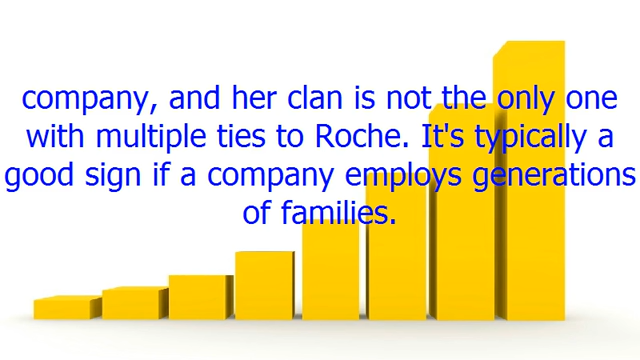 company, and her clan is not the only one
with multiple ties to Roche. It's typically a
good sign if a company employs generations
of families.